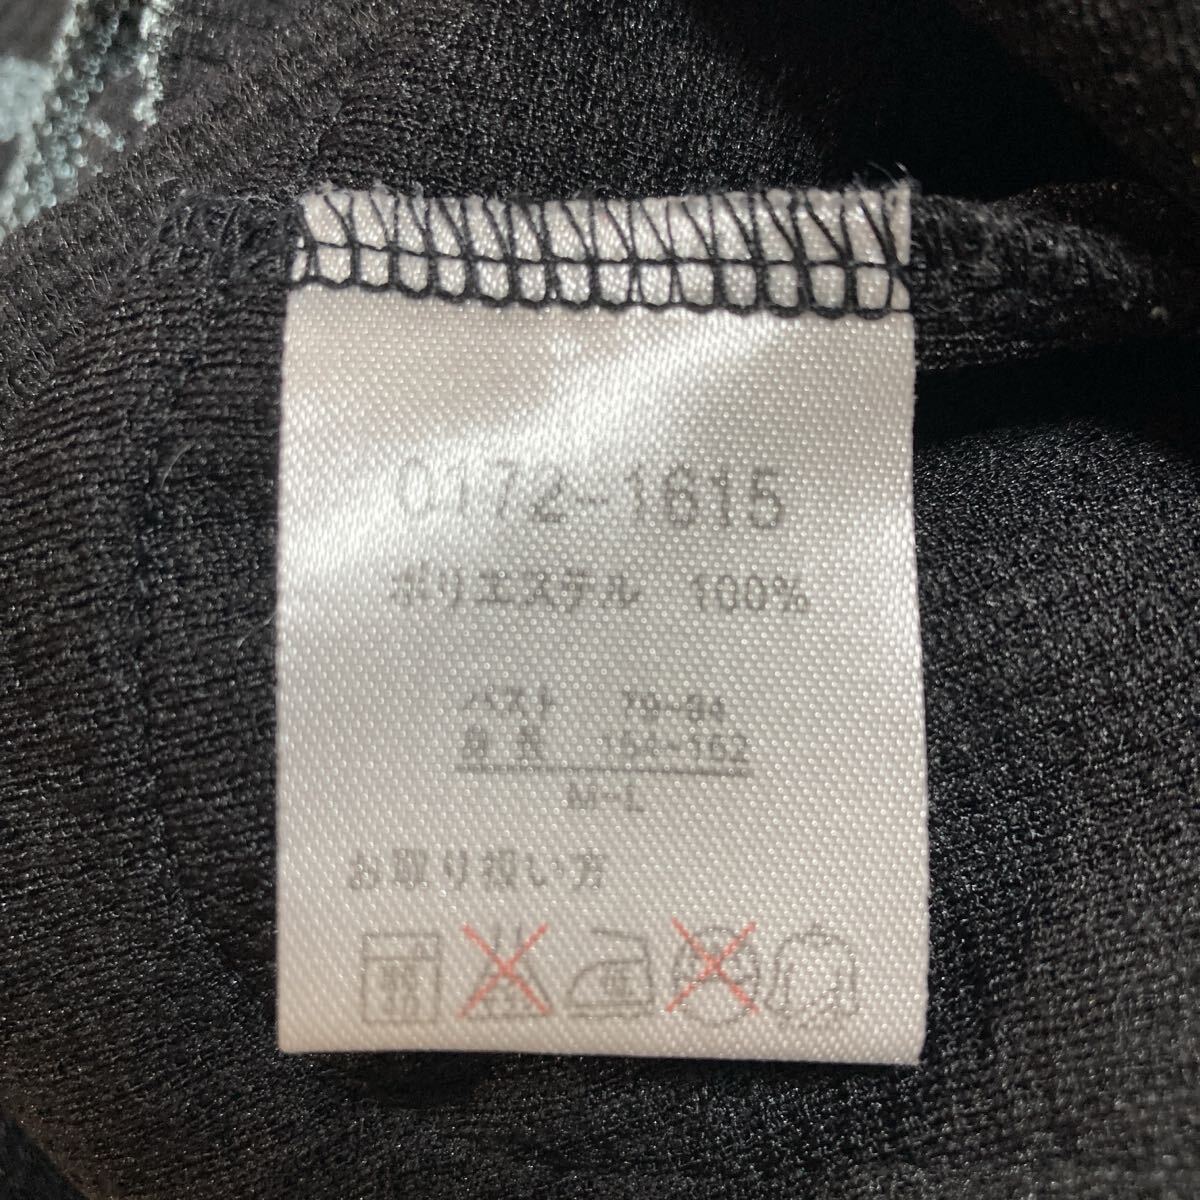 0172-1615
ポリエステル 100%
バスト 79-84
身長 154-162
M-L
お取り扱い方